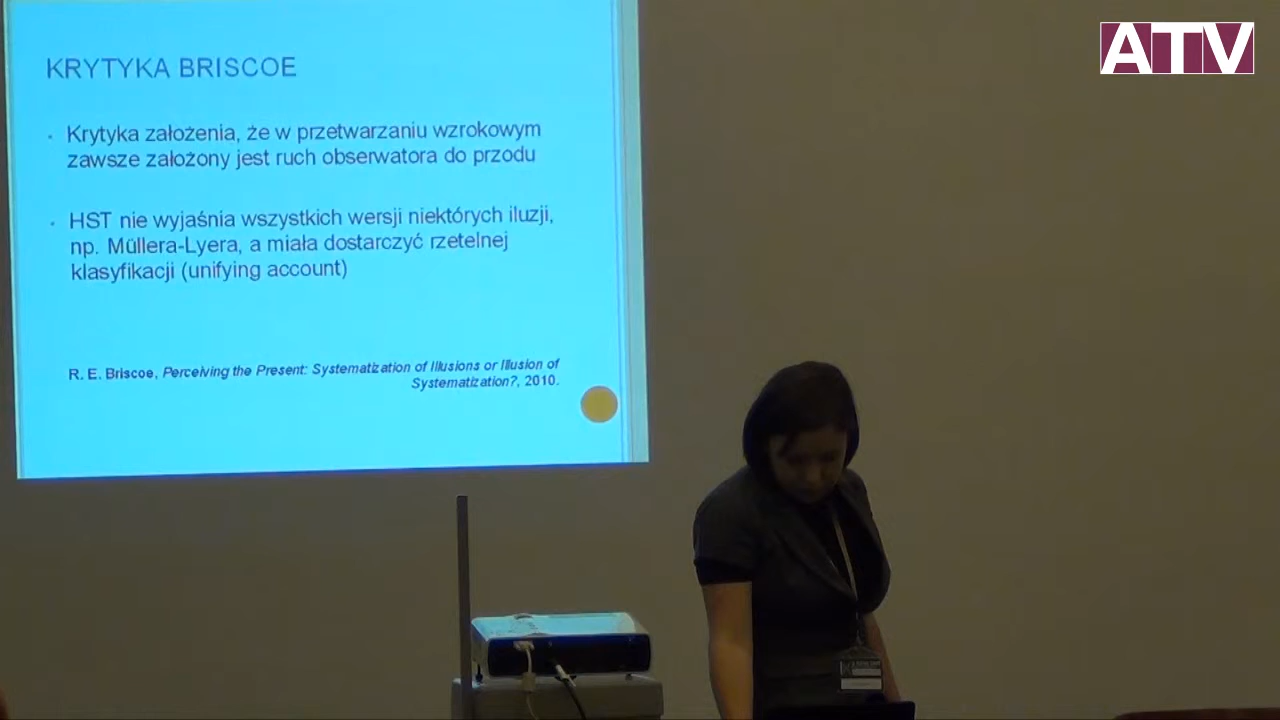 ATV
KRYTYKA BRISCOE
Krytyka założenia, że w przetwarzaniu wzrokowym
zawsze założony jest ruch obserwatora do przodu
HST nie wyjaśnia wszystkich wersji niektórych iluzji,
np. Müllera-Lyera, a miała dostarczyć rzetelnej
klasyfikacji (unifying account)
R. E. Briscoe, Perceiving the Present: Systematization of Illusions or Illusion of
Systematization?, 2010.